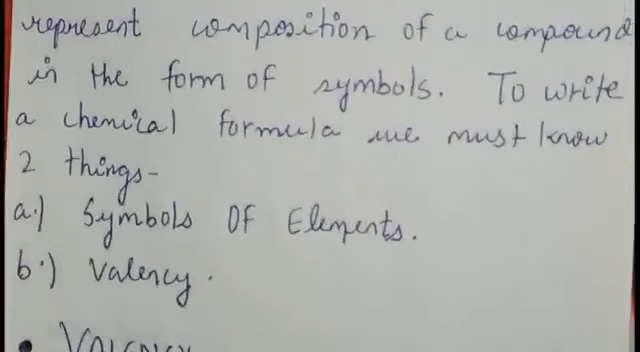 represent composition of a compound
in the form of symbols. To write
a chemical formula we must know
2 things-
a.) Symbols Of Elements.
b.) Valency.
• Valency